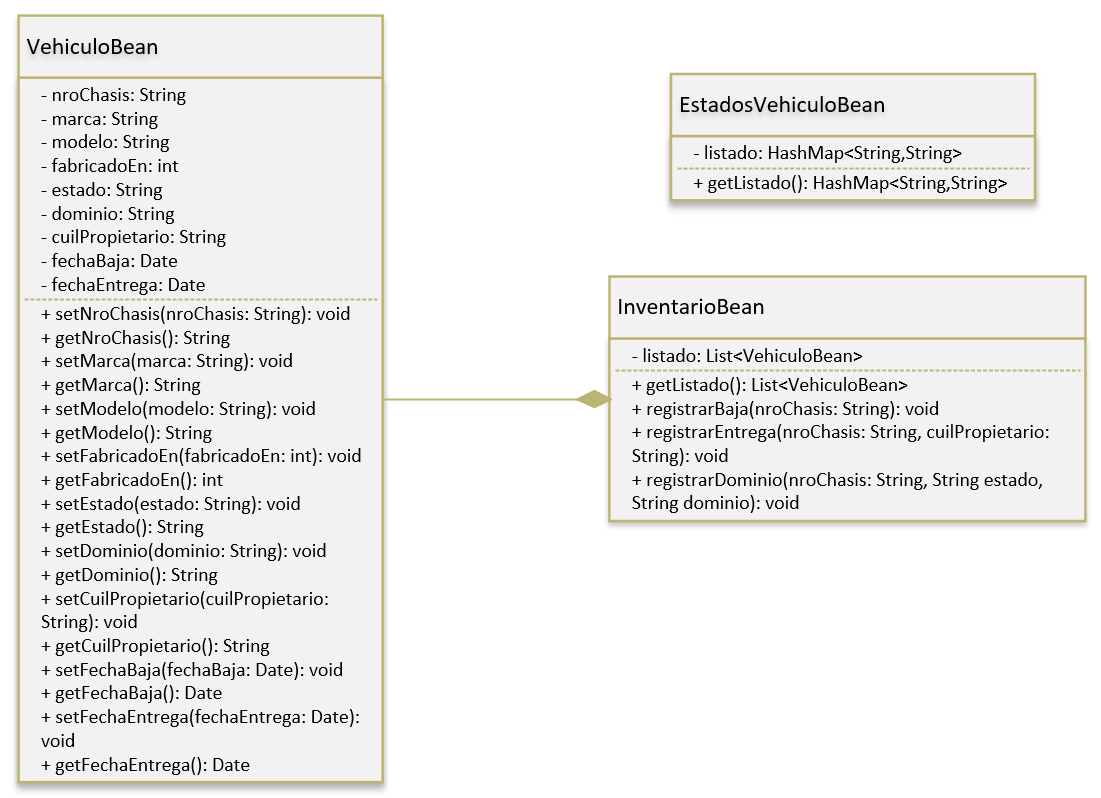 VehiculoBean
- nroChasis: String
- marca: String
- modelo: String
- fabricadoEn: int
- estado: String
- dominio: String
- cuilPropietario: String
- fechaBaja: Date
- fechaEntrega: Date
+ setNroChasis(nroChasis: String): void
+ getNroChasis(): String
+ setMarca(marca: String): void
+ getMarca(): String
+ setModelo(modelo: String): void
+ getModelo(): String
+ setFabricadoEn(fabricadoEn: int): void
+ getFabricadoEn(): int
+ setEstado(estado: String): void
+ getEstado(): String
+ setDominio(dominio: String): void
+ getDominio(): String
+ setCuilPropietario(cuilPropietario:
String): void
+ getCuilPropietario(): String
+ setFechaBaja(fechaBaja: Date): void
+ getFechaBaja(): Date
+ setFechaEntrega(fechaEntrega: Date):
void
+ getFechaEntrega(): Date
EstadosVehiculoBean
- listado: HashMap<String,String>
+ getListado(): HashMap<String,String>
InventarioBean
- listado: List<VehiculoBean>
+ getListado(): List<VehiculoBean>
+ registrarBaja(nroChasis: String): void
+ registrarEntrega(nroChasis: String, cuilPropietario:
String): void
+ registrarDominio(nroChasis: String, String estado,
String dominio): void